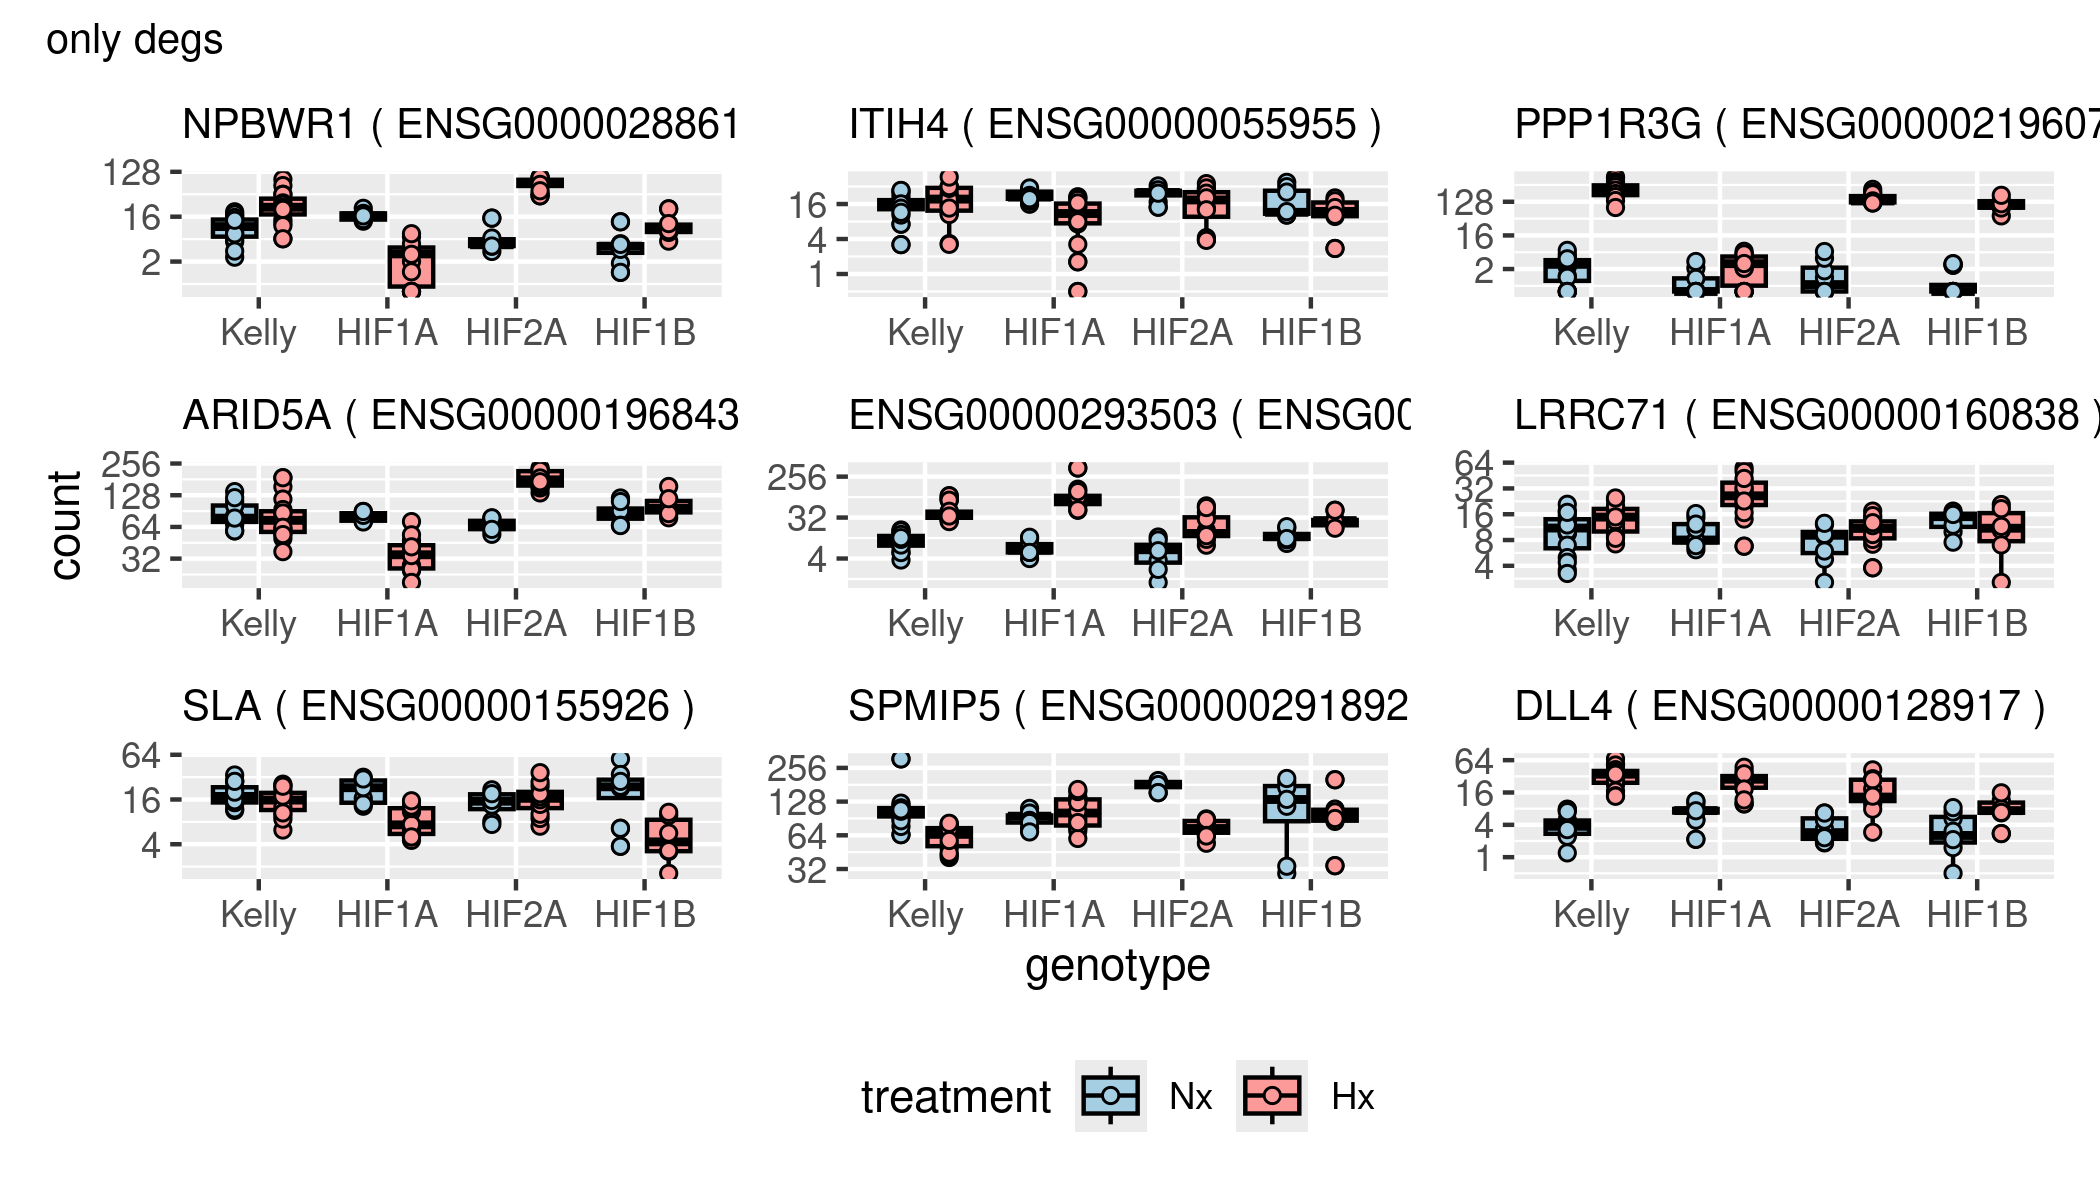 only degs
NPBWR1 ( ENSG0000028861
ITIH4 ( ENSG00000055955 )
PPP1R3G ( ENSG00000219607
128
16
2
16
4
1
128
16
2
Kelly HIF1A HIF2A HIF1B
Kelly HIF1A HIF2A HIF1B
Kelly HIF1A HIF2A HIF1B
ARID5A ( ENSG00000196843
ENSG00000293503 ( ENSG00
LRRC71 ( ENSG00000160838 )
count
256
128
64
32
256
32
4
64
32
16
8
4
Kelly HIF1A HIF2A HIF1B
Kelly HIF1A HIF2A HIF1B
Kelly HIF1A HIF2A HIF1B
SLA ( ENSG00000155926 )
SPMIP5 ( ENSG00000291892
DLL4 ( ENSG00000128917 )
64
16
4
256
128
64
32
64
16
4
1
Kelly HIF1A HIF2A HIF1B
Kelly HIF1A HIF2A HIF1B
Kelly HIF1A HIF2A HIF1B
genotype
treatment Nx Hx